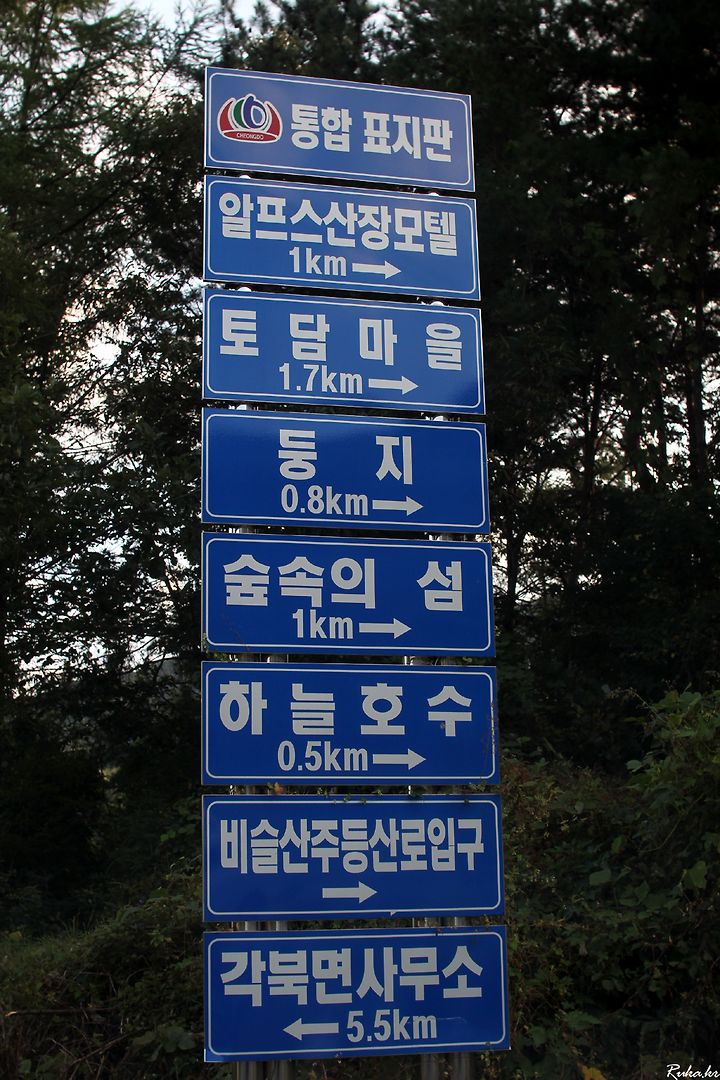 CHEONGDO
통합 표지판
알프스산장모텔
1km →
토담마을
1.7km →
둥지
0.8km →
숲속의 섬
1km →
하늘호수
0.5km →
비슬산주등산로입구
→
각북면사무소
← 5.5km
Ruka.kr